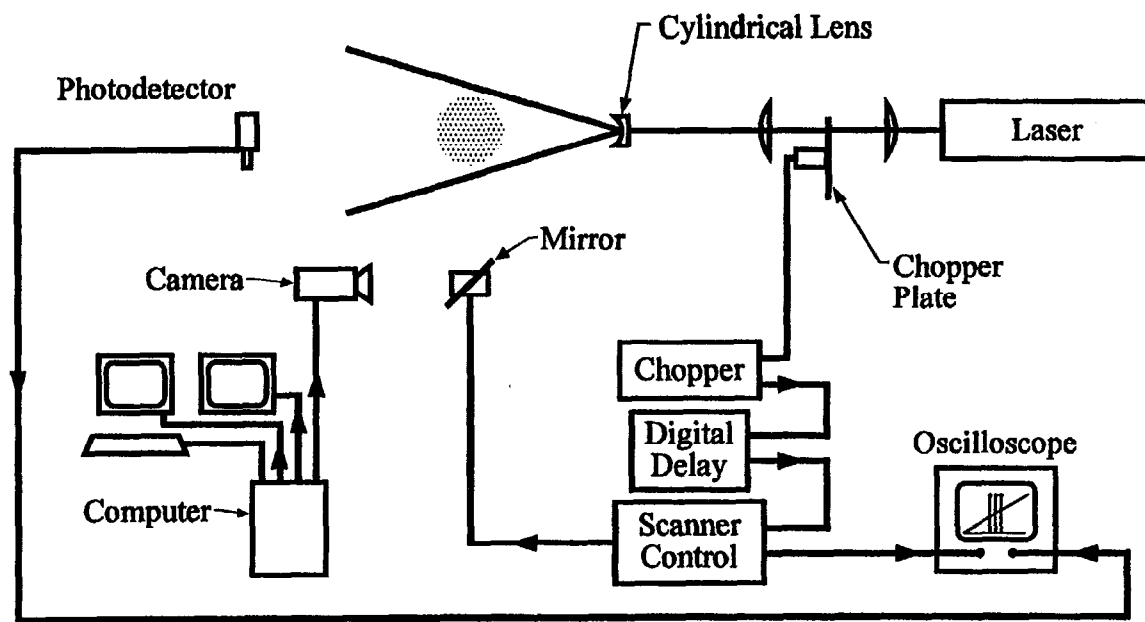 Cylindrical Lens
Photodetector
Laser
Mirror
Camera
Chopper
Plate
Chopper
Digital
Delay
Oscilloscope
Computer
Scanner
Control